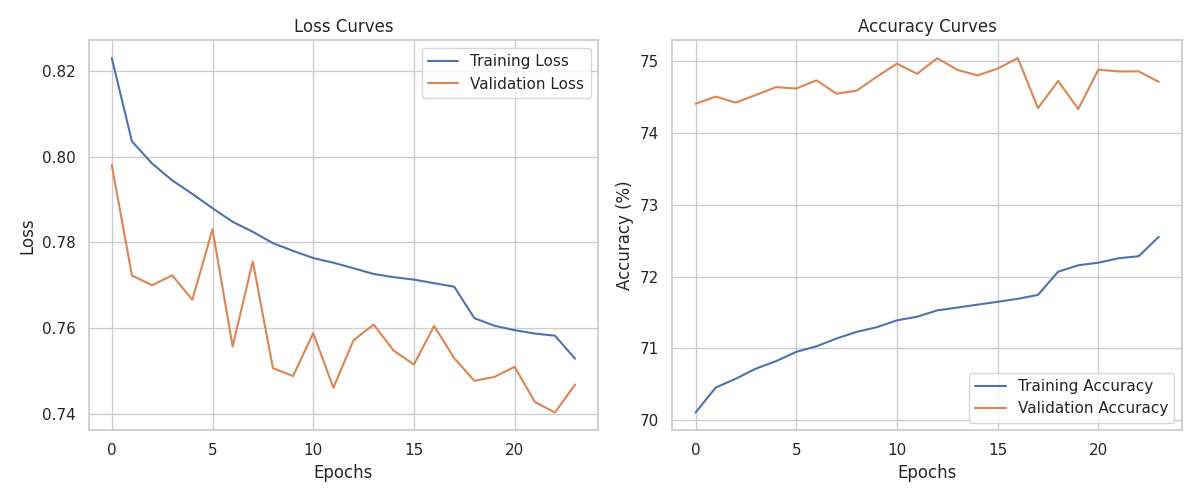 Loss Curves
Training Loss
Validation Loss
0.82
0.80
0.78
0.76
0.74
Loss
0 5 10 15 20
Epochs
Accuracy Curves
75
74
73
72
71
70
Accuracy (%)
Training Accuracy
Validation Accuracy
0 5 10 15 20
Epochs